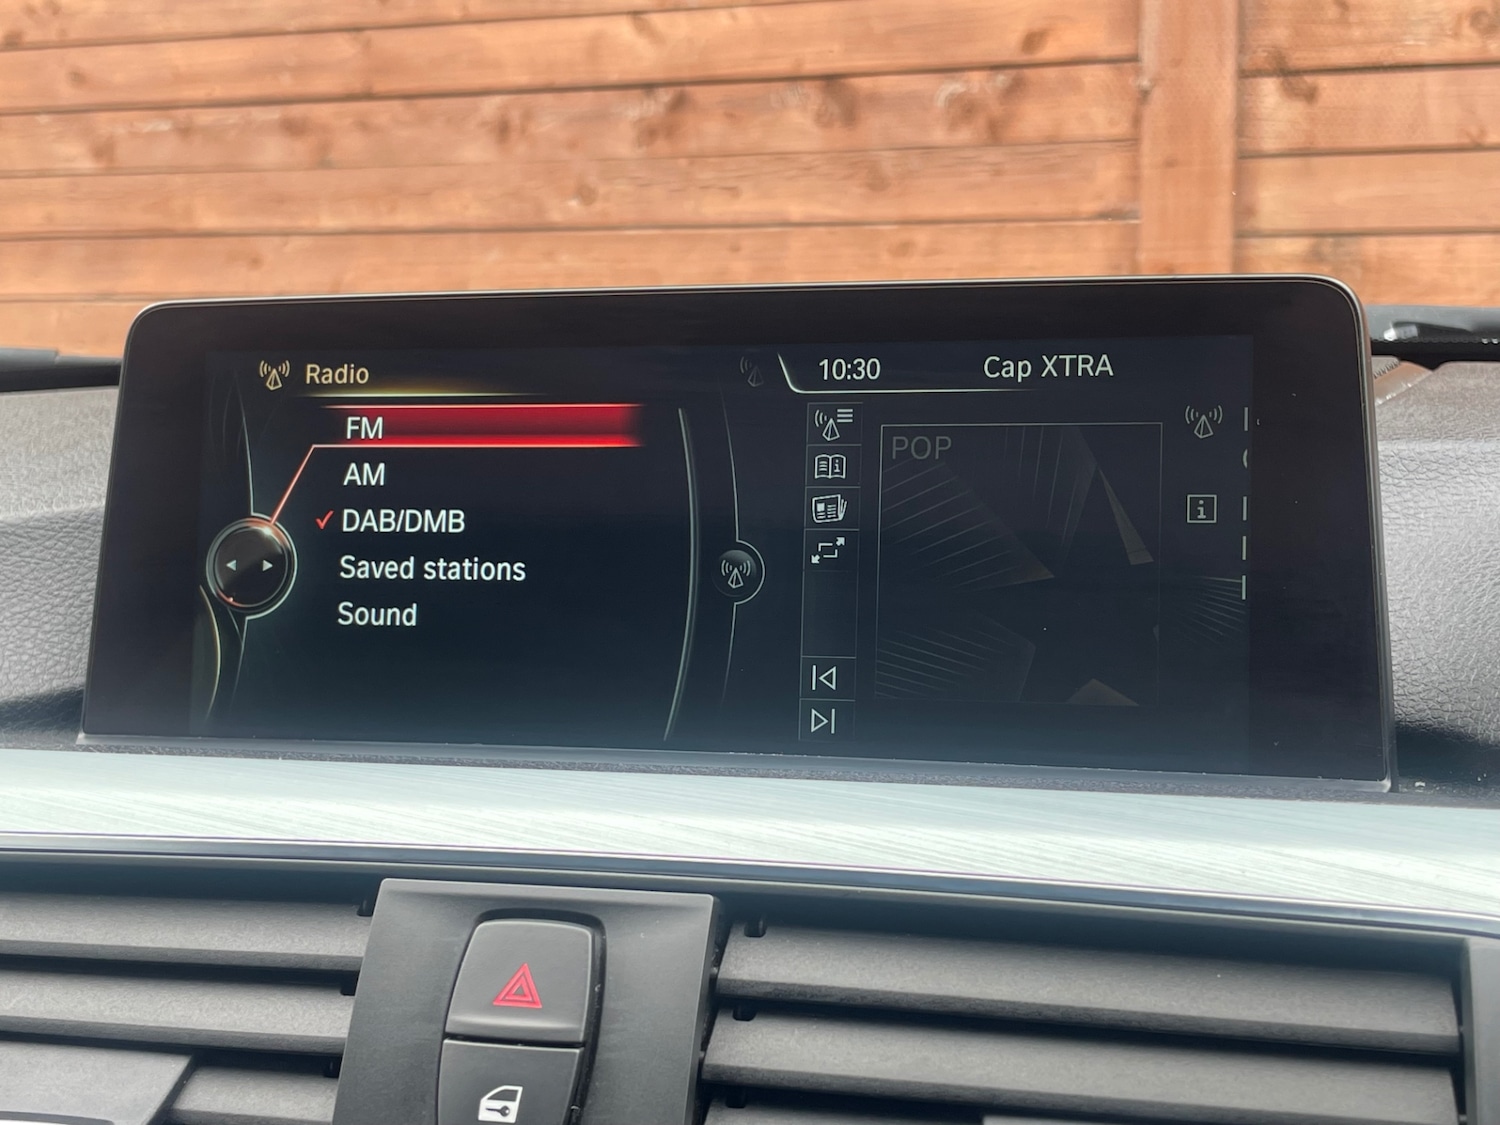 Radio
10:30
Cap XTRA
FM
AM
DAB/DMB
Saved stations
Sound
POP